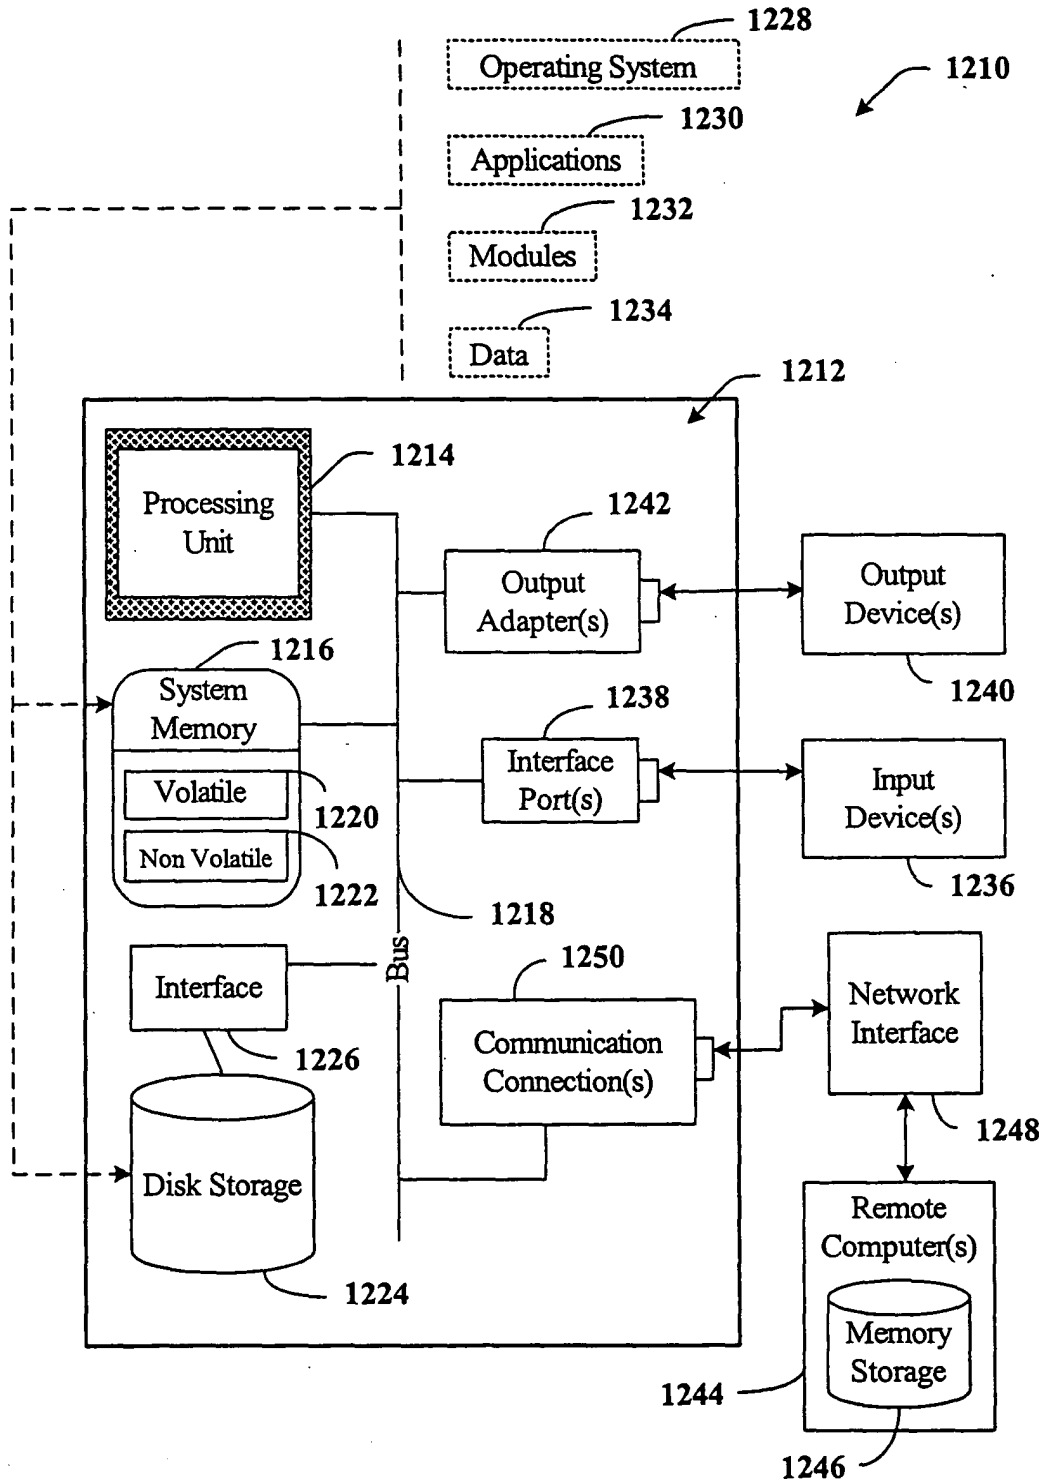 1228
Operating System
1210
1230
Applications
1232
Modules
1234
Data
1212
1214
Processing
Unit
1242
Output
Adapter(s)
Output
Device(s)
1240
1216
System
Memory
Volatile
1220
Non Volatile
1222
1238
Interface
Port(s)
Input
Device(s)
1236
1218
Bus
Interface
1226
1250
Communication
Connection(s)
Network
Interface
1248
Disk Storage
1224
Remote
Computer(s)
Memory
Storage
1244
1246